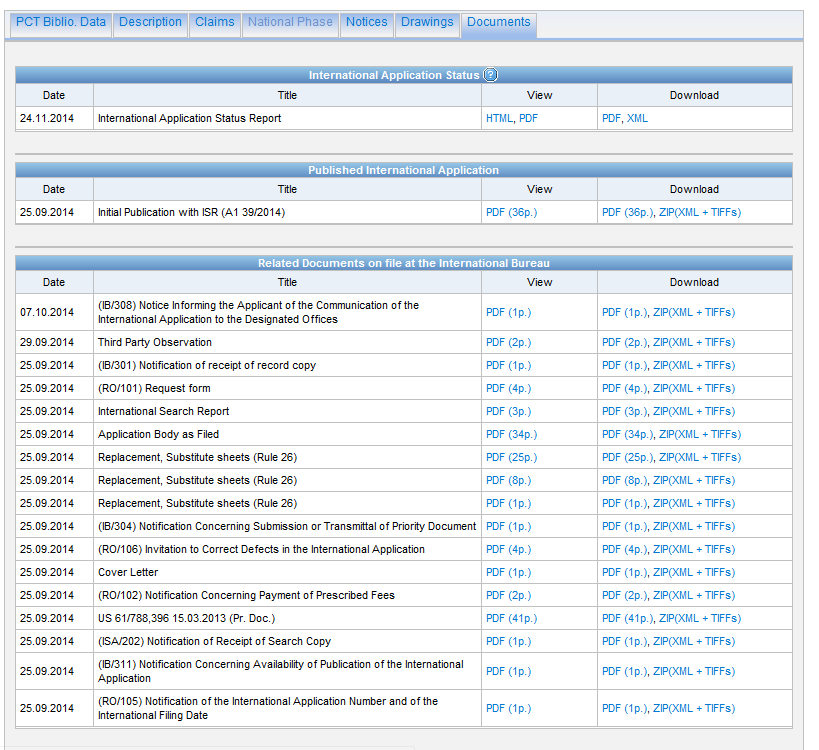 PCT Biblio. Data Description Claims National Phase Notices Drawings Documents
International Application Status ?
Date Title View Download
24.11.2014 International Application Status Report HTML, PDF PDF, XML
Published International Application
Date Title View Download
25.09.2014 Initial Publication with ISR (A1 39/2014) PDF (36p.) PDF (36p.), ZIP(XML + TIFFs)
Related Documents on file at the International Bureau
Date Title View Download
07.10.2014 (IB/308) Notice Informing the Applicant of the Communication of the
International Application to the Designated Offices PDF (1p.) PDF (1p.), ZIP(XML + TIFFs)
29.09.2014 Third Party Observation PDF (2p.) PDF (2p.), ZIP(XML + TIFFs)
25.09.2014 (IB/301) Notification of receipt of record copy PDF (1p.) PDF (1p.), ZIP(XML + TIFFs)
25.09.2014 (RO/101) Request form PDF (4p.) PDF (4p.), ZIP(XML + TIFFs)
25.09.2014 International Search Report PDF (3p.) PDF (3p.), ZIP(XML + TIFFs)
25.09.2014 Application Body as Filed PDF (34p.) PDF (34p.), ZIP(XML + TIFFs)
25.09.2014 Replacement, Substitute sheets (Rule 26) PDF (25p.) PDF (25p.), ZIP(XML + TIFFs)
25.09.2014 Replacement, Substitute sheets (Rule 26) PDF (8p.) PDF (8p.), ZIP(XML + TIFFs)
25.09.2014 Replacement, Substitute sheets (Rule 26) PDF (1p.) PDF (1p.), ZIP(XML + TIFFs)
25.09.2014 (IB/304) Notification Concerning Submission or Transmittal of Priority Document PDF (1p.) PDF (1p.), ZIP(XML + TIFFs)
25.09.2014 (RO/106) Invitation to Correct Defects in the International Application PDF (4p.) PDF (4p.), ZIP(XML + TIFFs)
25.09.2014 Cover Letter PDF (1p.) PDF (1p.), ZIP(XML + TIFFs)
25.09.2014 (RO/102) Notification Concerning Payment of Prescribed Fees PDF (2p.) PDF (2p.), ZIP(XML + TIFFs)
25.09.2014 US 61/788,396 15.03.2013 (Pr. Doc.) PDF (41p.) PDF (41p.), ZIP(XML + TIFFs)
25.09.2014 (ISA/202) Notification of Receipt of Search Copy PDF (1p.) PDF (1p.), ZIP(XML + TIFFs)
25.09.2014 (IB/311) Notification Concerning Availability of Publication of the International
Application PDF (1p.) PDF (1p.), ZIP(XML + TIFFs)
25.09.2014 (RO/105) Notification of the International Application Number and of the
International Filing Date PDF (1p.) PDF (1p.), ZIP(XML + TIFFs)